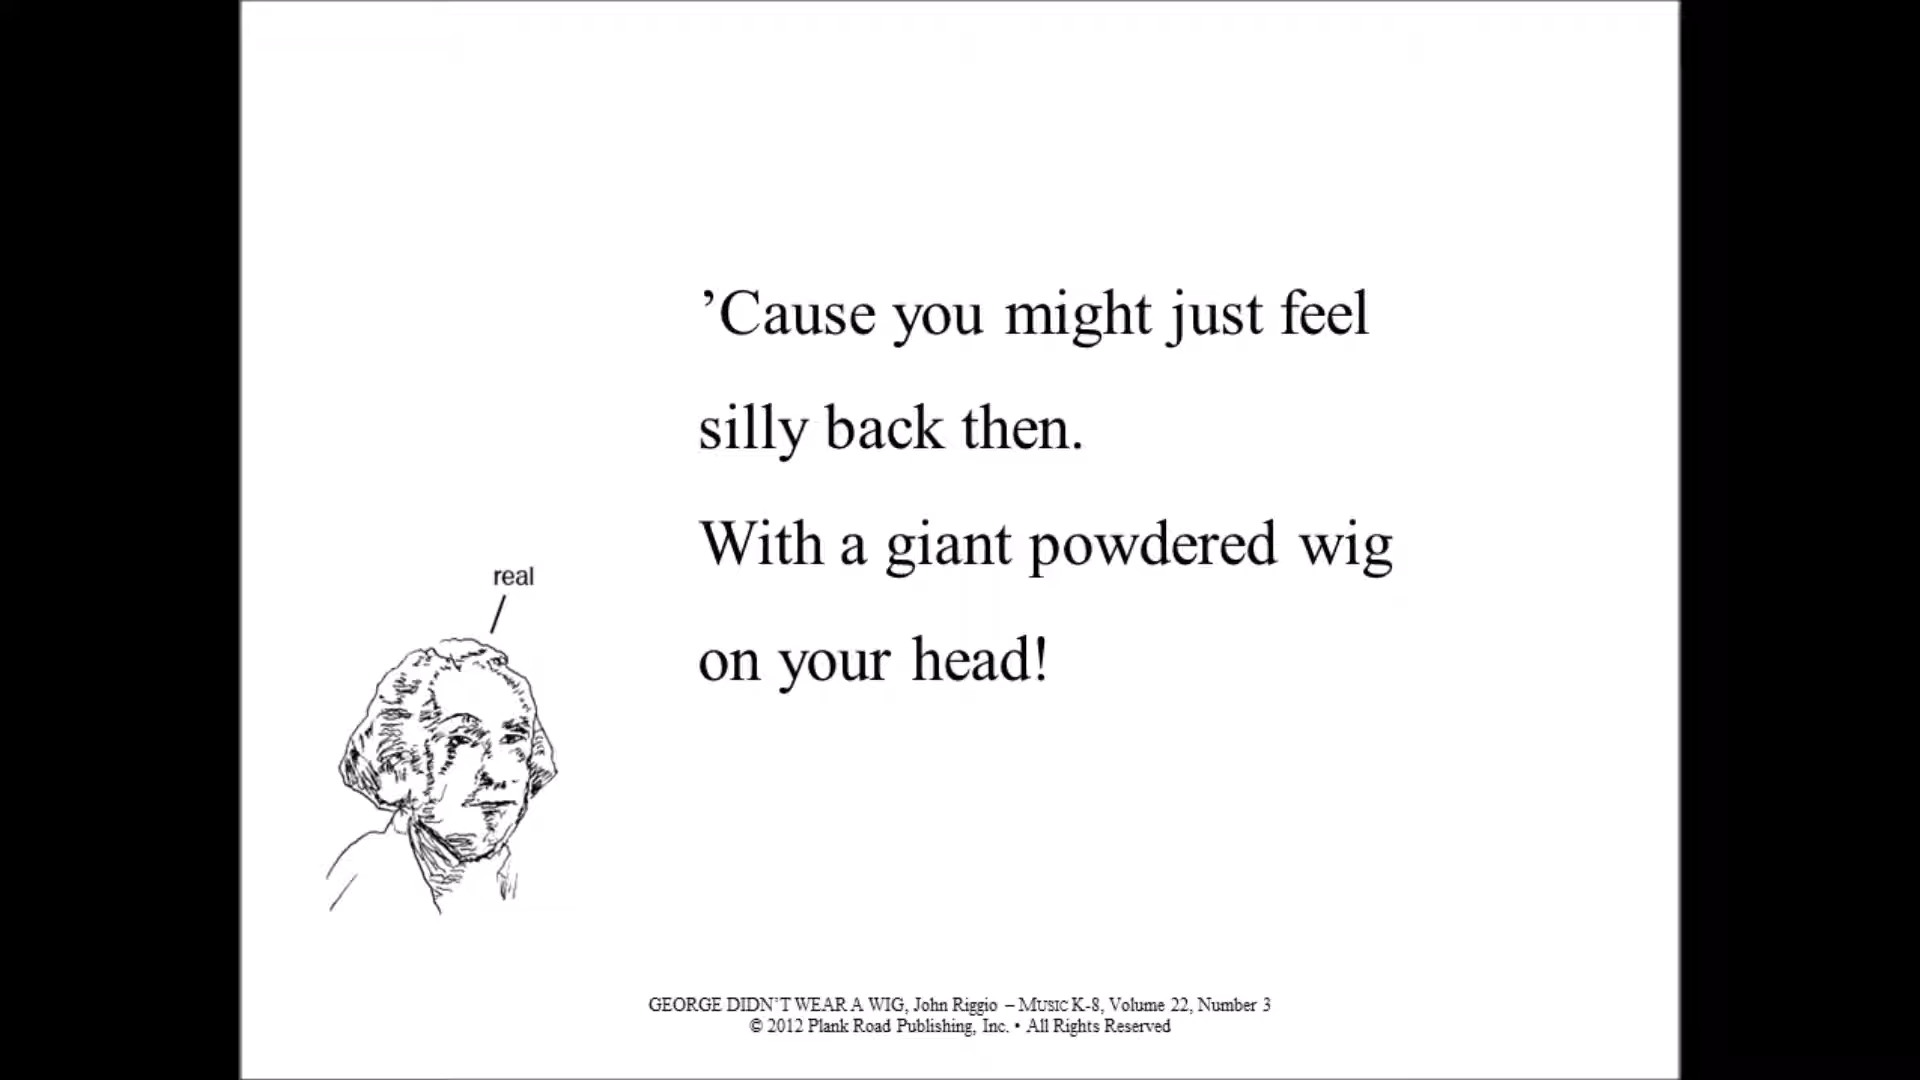 ’Cause you might just feel
silly back then.
With a giant powdered wig
on your head!
real
GEORGE DIDN’T WEAR A WIG, John Riggio – MUSIC K-8, Volume 22, Number 3
© 2012 Plank Road Publishing, Inc. • All Rights Reserved